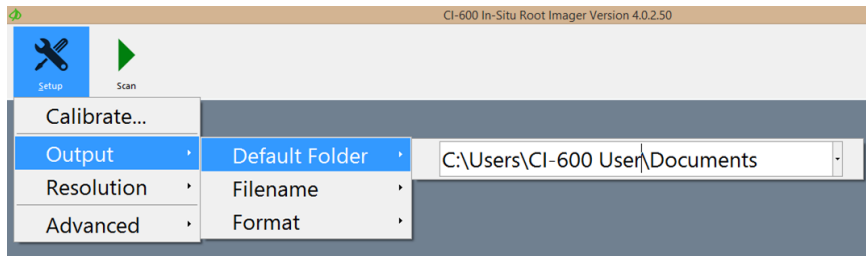 CI-600 In-Situ Root Imager Version 4.0.2.50
Setup
Scan
Calibrate...
Output
Default Folder
C:\Users\CI-600 User\Documents
Resolution
Filename
Advanced
Format